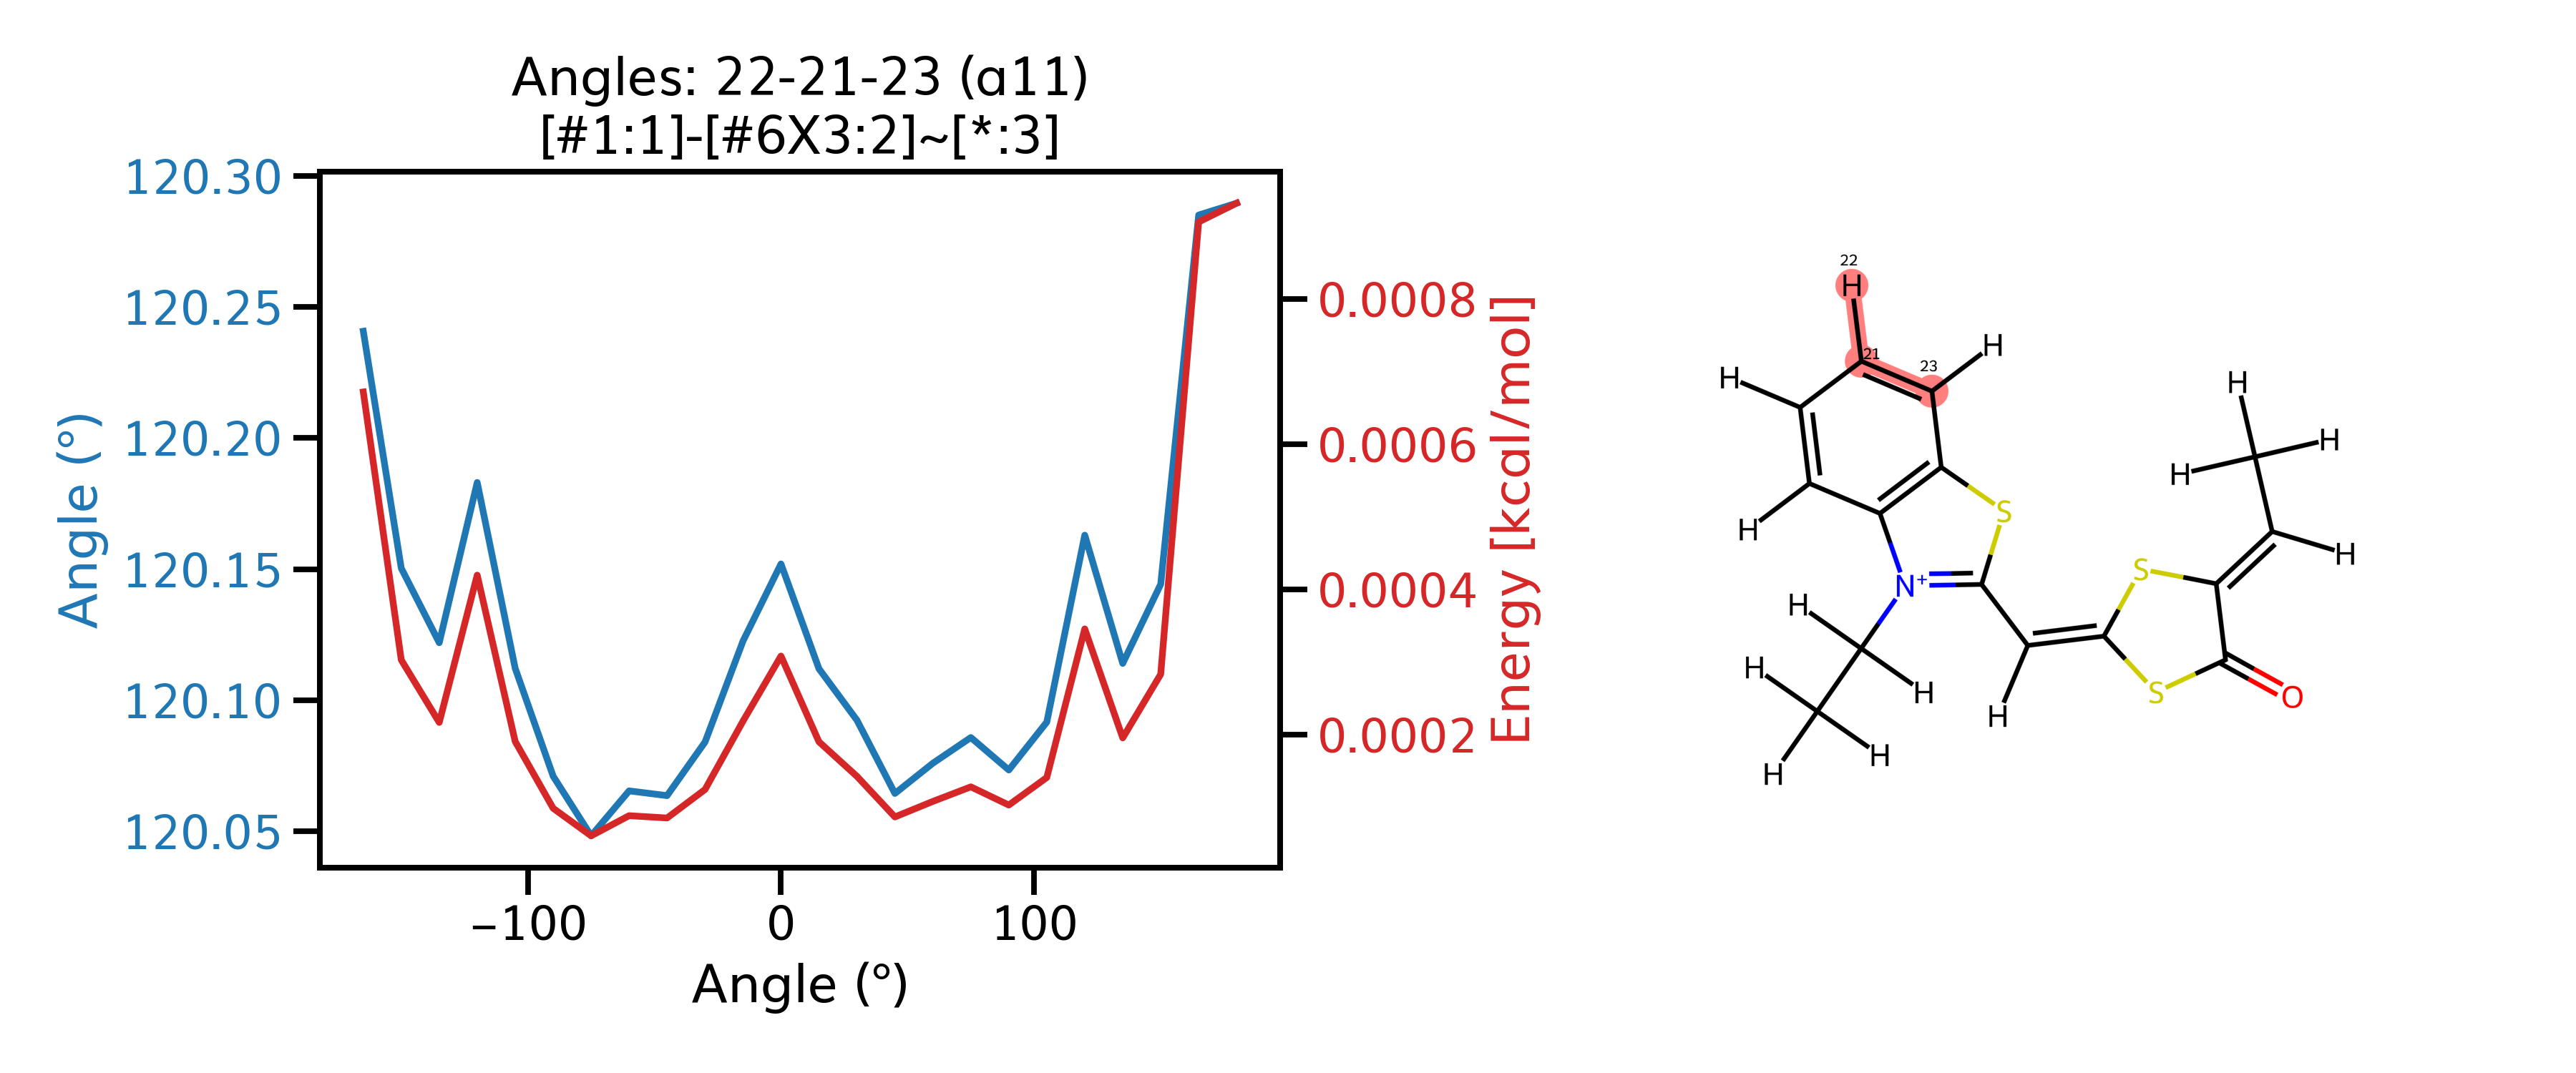 Angles: 22-21-23 (a11)
[#1:1]-[#6X3:2]~[*:3]
120.30
120.25
120.20
120.15
120.10
120.05
Angle (°)
0.0008
0.0006
0.0004
0.0002
Energy [kcal/mol]
−100 0 100
Angle (°)
22
H
21
23
H
H
H
S
N+
H
H
H
H
H
H
S
S
O
H
H
H
H